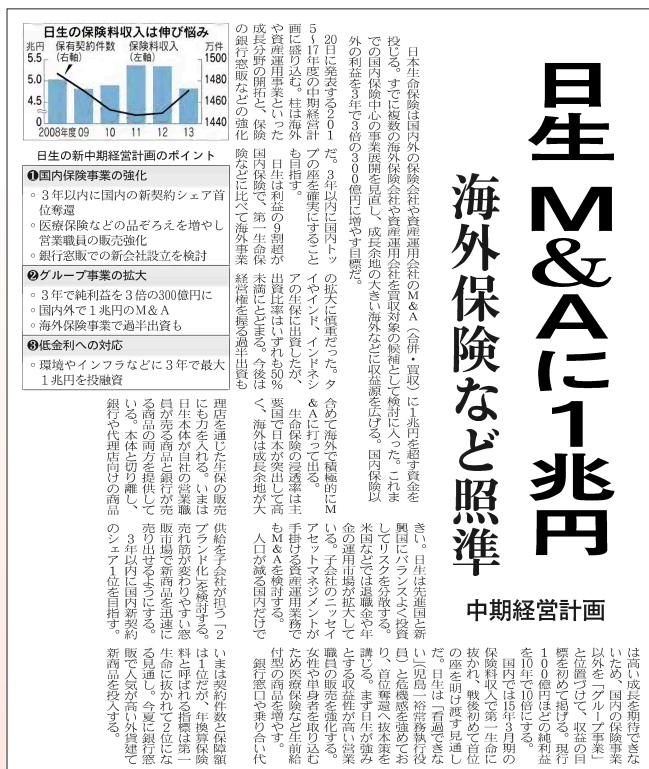 日生 M&Aに1兆円
海外保険など照準
中期経営計画
日本生命保険は国内外の保険会社や資産運用会社のM&A(合併・買収)に1兆円を超す資金を
投じる。すでに複数の海外保険会社や資産運用会社を買収対象の候補として検討に入った。これま
での国内保険中心の事業展開を見直し、成長余地の大きい海外などに収益源を広げる。国内保険以
外の利益を3年で3倍の300億円に増やす目標だ。
20日に発表する201
5〜17年度の中期経営計
画に盛り込む。柱は海外
や資産運用事業といった
成長分野の開拓と、保険
の銀行窓販などの強化
だ。3年以内に国内トッ
プの座を確実にすること
も目指す。
日生は利益の9割超が
国内保険で、第一生命保
険などに比べて海外事業
の拡大に慎重だった。タ
イやインド、インドネシ
アの生保に出資したが、
出資比率はいずれも50%
未満にとどまる。今後は
経営権を握る過半出資も
含めて海外で積極的にM
&Aに打って出る。
生命保険の浸透率は主
要国で日本が突出して高
く、海外は成長余地が大
きい。日生は先進国と新
興国にバランスよく投資
してリスクを分散する。
米国などでは退職金や年
金の運用市場が拡大して
いる。子会社のニッセイ
アセットマネジメントが
手掛ける資産運用業務で
もM&Aを検討する。
人口が減る国内だけで
は高い成長を期待できな
いため、国内の保険事業
以外を「グループ事業」
と位置づけて、収益の目
標を初めて掲げる。現行
100億円ほどの純利益
を10年で10倍にする。
国内では15年3月期の
保険料収入で第一生命に
抜かれ、戦後初めて首位
の座を明け渡す見通し
だ。日生は「看過できな
い」(児島一裕常務執行役
員)と危機感を強めてお
り、首位奪還へ抜本策を
講じる。まず日生が強み
とする収益性が高い営業
職員の販売を強化する。
女性や単身者を取り込む
ため医療保険など生前給
付型の商品を増やす。
銀行窓口や乗り合い代
理店を通じた生保の販売
にも力を入れる。いまは
日生本体が自社の営業職
員が売る商品と銀行が売
る商品の両方を提供して
いる。本体と切り離し、
銀行や代理店向けの商品
供給を子会社が担う「2
ブランド化」を検討する。
売れ筋が変わりやすい窓
販市場で新商品を迅速に
売り出せるようにする。
3年以内に国内新契約
のシェア1位を目指す。
いまは契約件数と保障額
は1位だが、年換算保険
料と呼ばれる指標は第一
生命に抜かれて2位にな
る見通し。今夏に銀行窓
販で人気が高い外貨建て
新商品を投入する。
日生の保険料収入は伸び悩み
兆円 保有契約件数(右軸) 保険料収入(左軸) 万件
5.5 1500
5.0 1480
4.5 1460
0 1440
2008年度 09 10 11 12 13
日生の新中期経営計画のポイント
❶国内保険事業の強化
◦3年以内に国内の新契約シェア首
位奪還
◦医療保険などの品ぞろえを増やし
営業職員の販売強化
◦銀行窓販での新会社設立を検討
❷グループ事業の拡大
◦3年で純利益を3倍の300億円に
◦国内外で1兆円のM&A
◦海外保険事業で過半出資も
❸低金利への対応
◦環境やインフラなどに3年で最大
1兆円を投融資